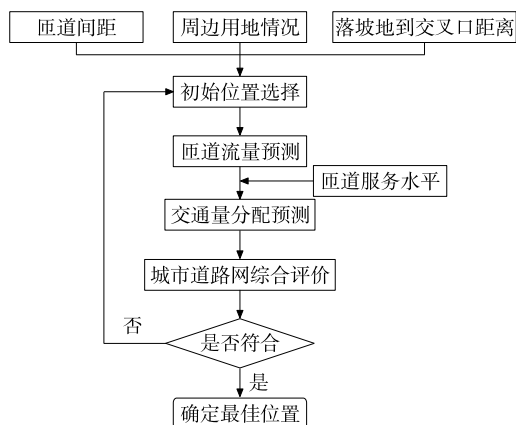 匝道间距
周边用地情况
落坡地到交叉口距离
初始位置选择
匝道流量预测
匝道服务水平
交通量分配预测
城市道路网综合评价
否
是否符合
是
确定最佳位置